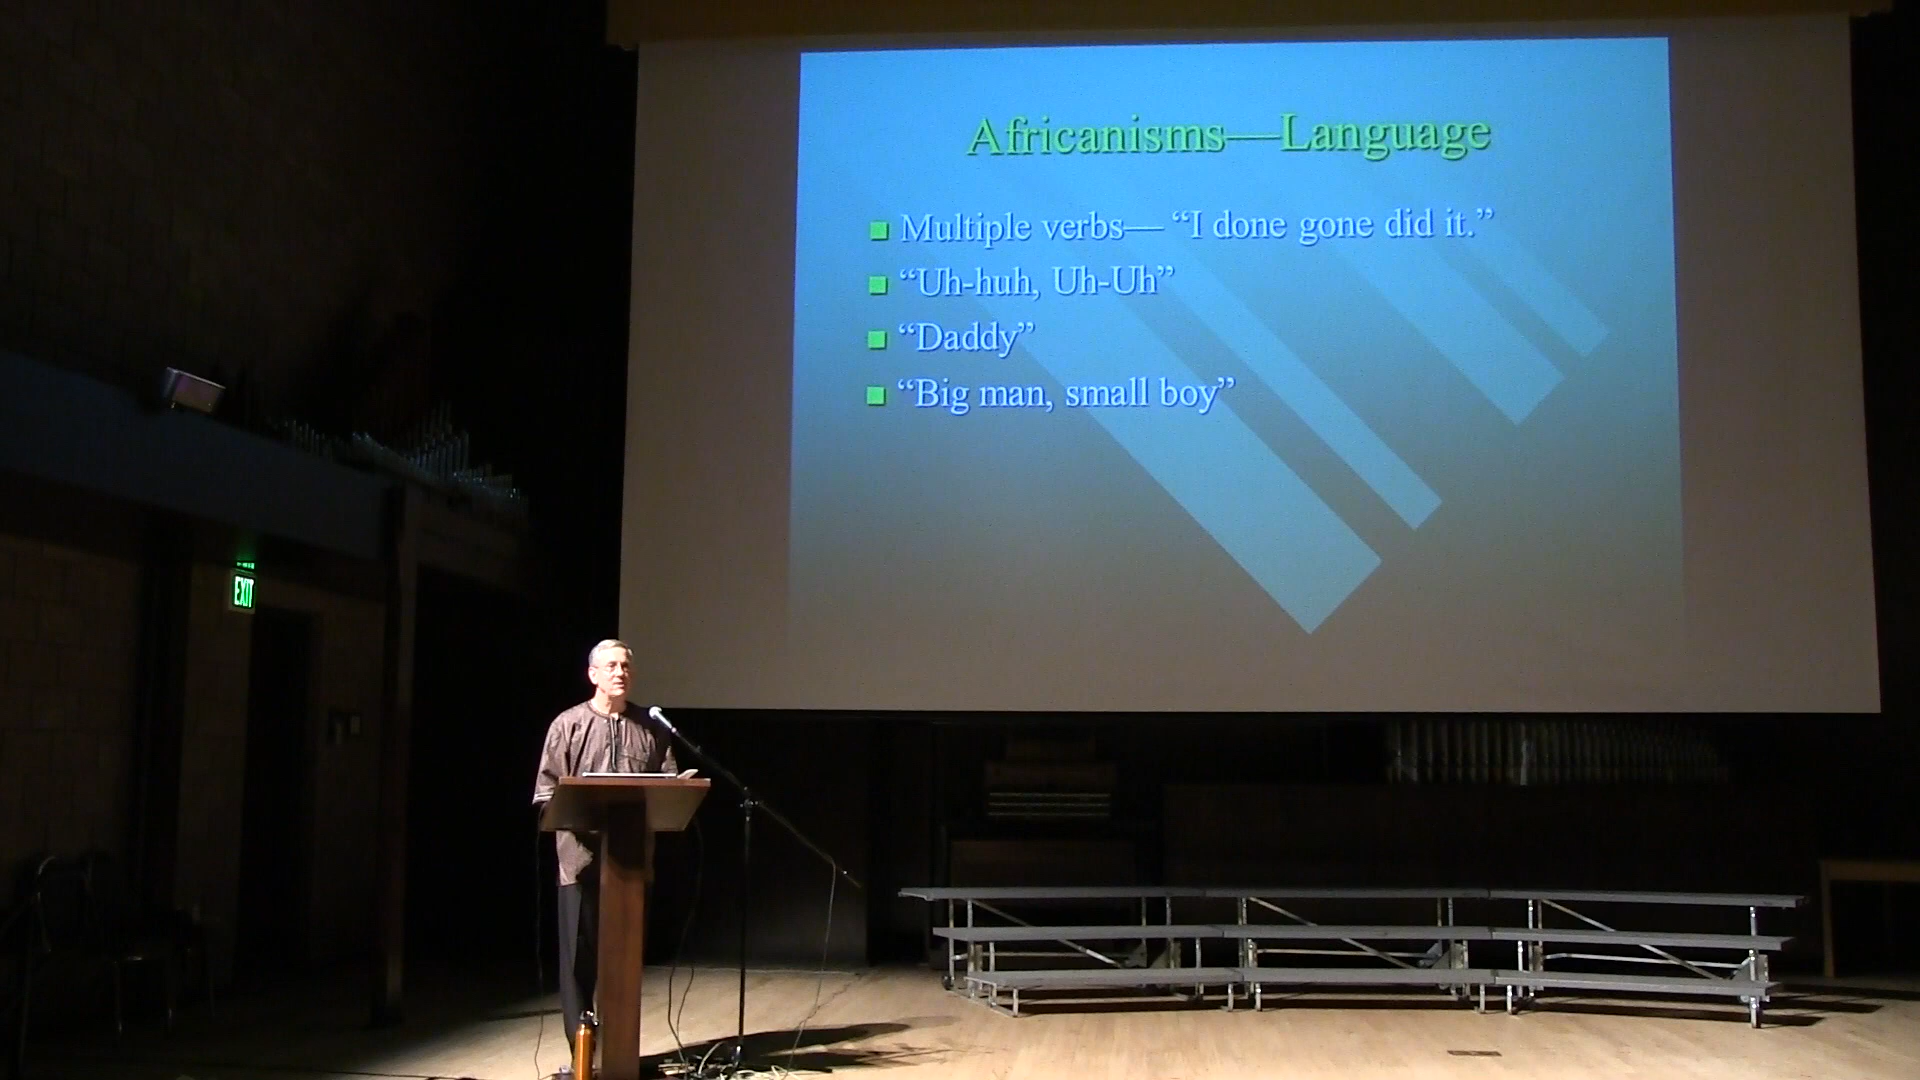 Africanisms—Language
Multiple verbs— “I done gone did it.”
“Uh-huh, Uh-Uh”
“Daddy”
“Big man, small boy”
EXIT